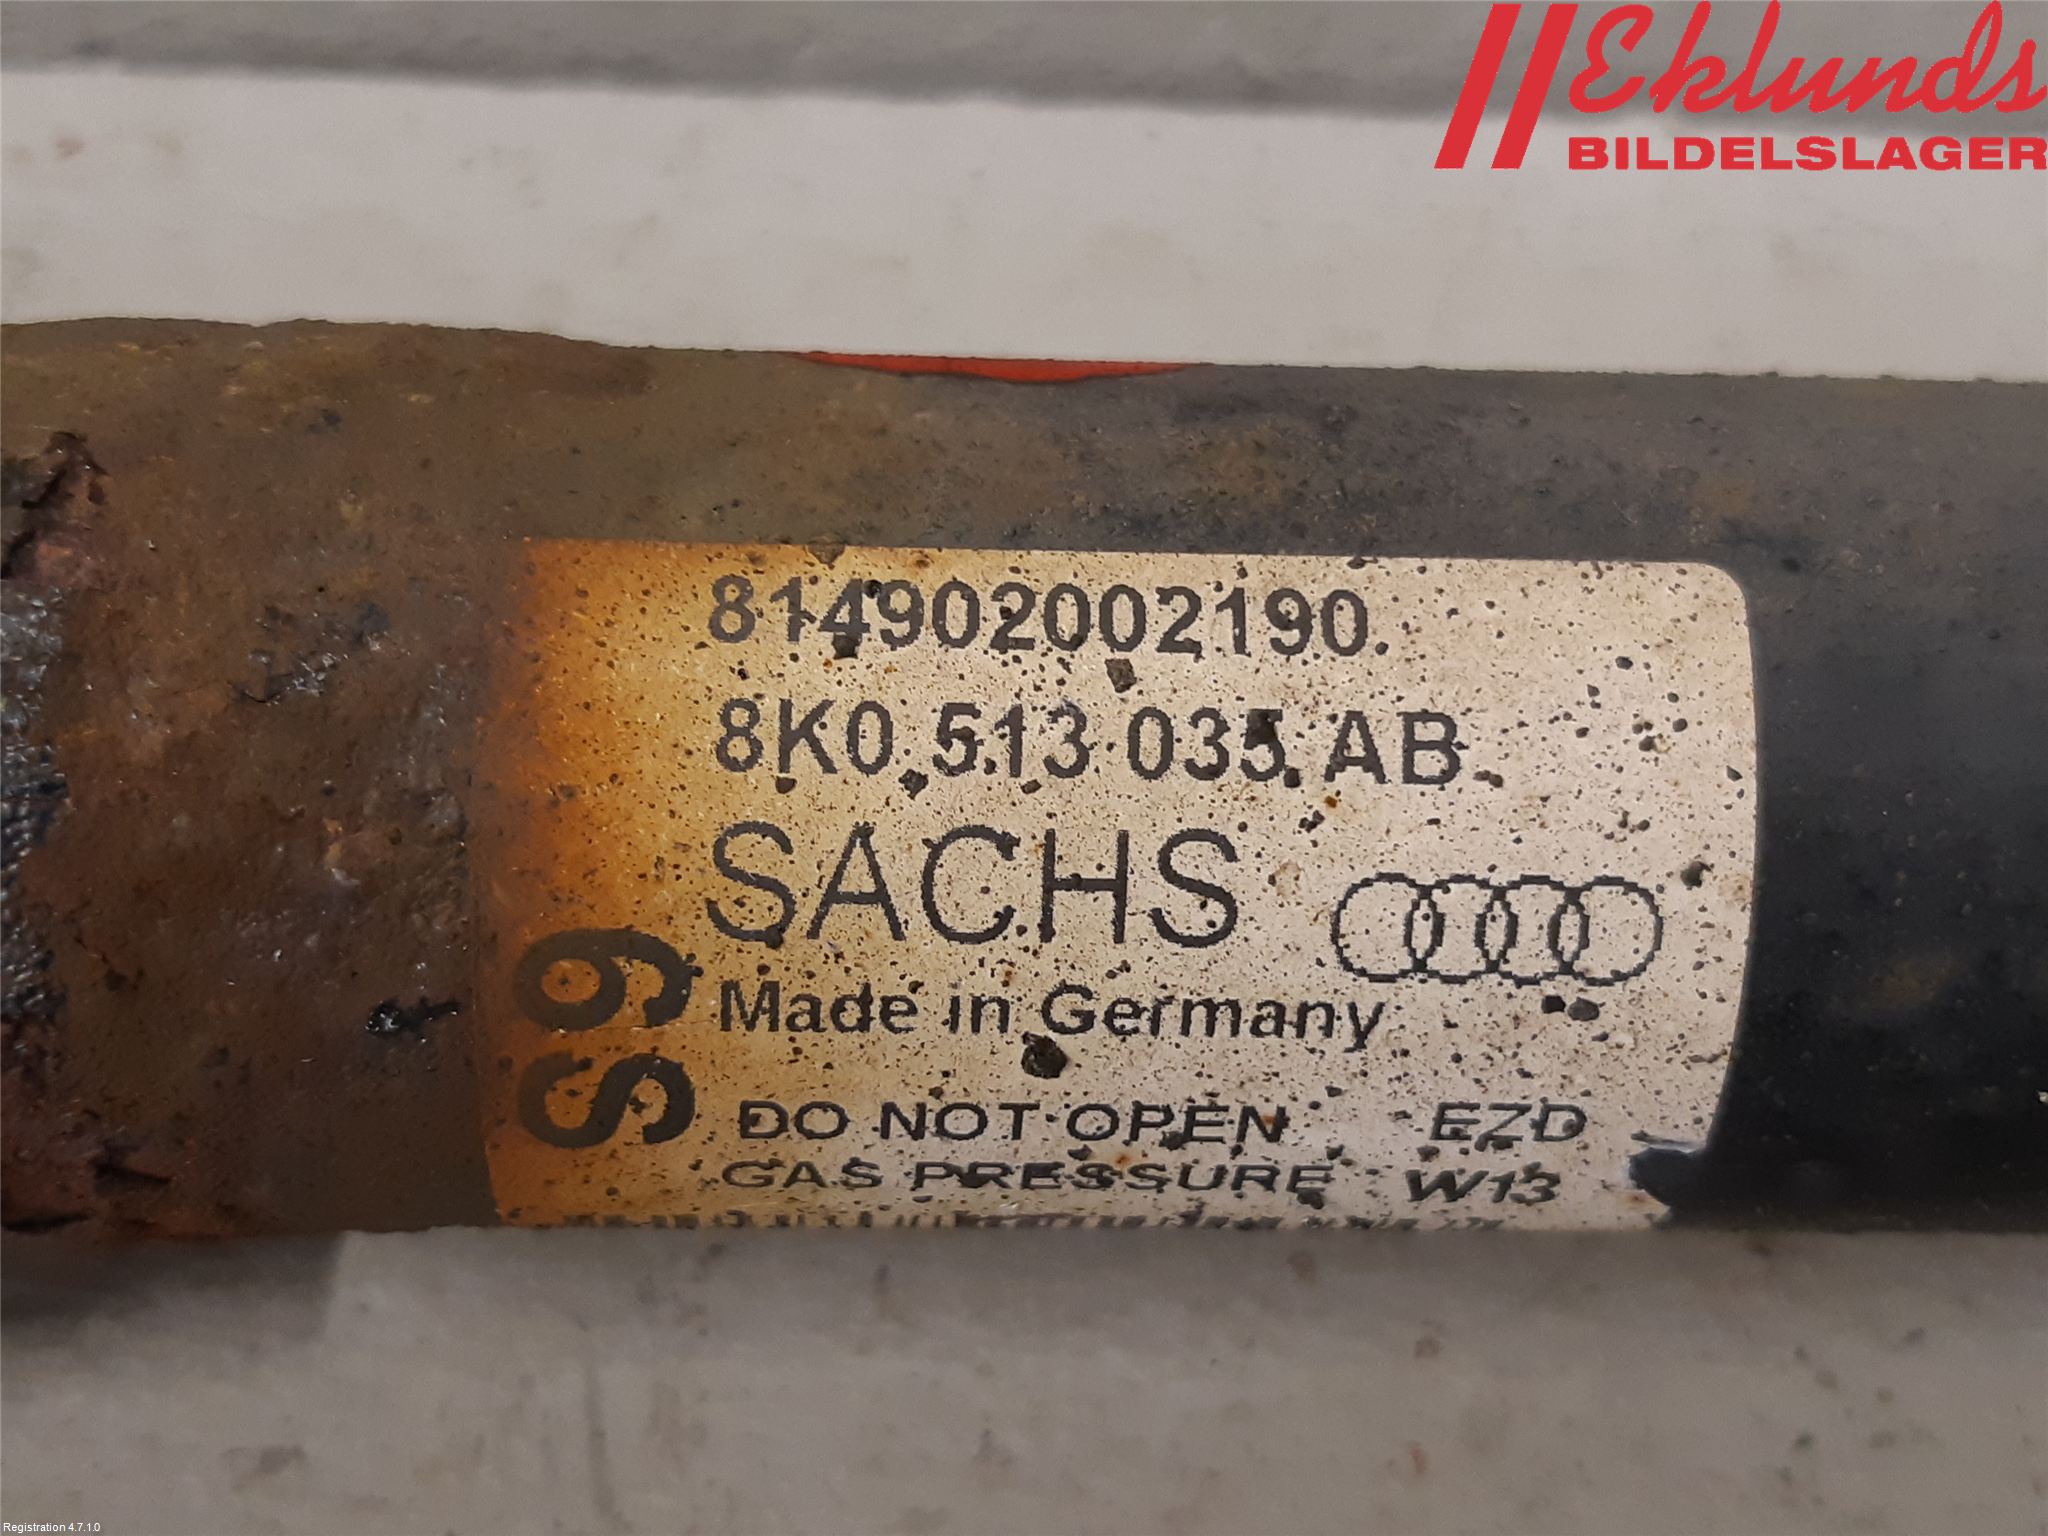 Eklunds
BILDELSLAGER
814902002190
8K0 513 035 AB
SACHS
S9
Made in Germany
DO NOT OPEN EZD
GAS PRESSURE W13
Registration 4.7.1.0